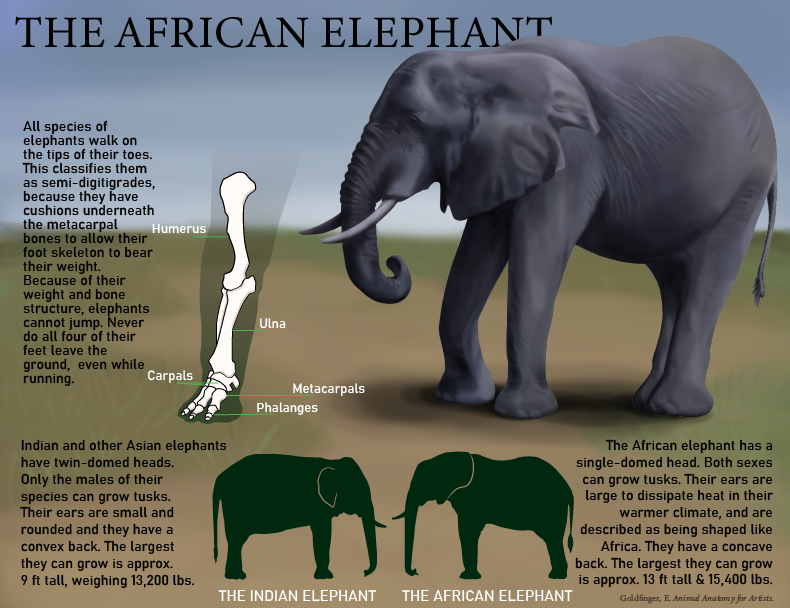 THE AFRICAN ELEPHANT
All species of
elephants walk on
the tips of their toes.
This classifies them
as semi-digitigrades,
because they have
cushions underneath
the metacarpal
bones to allow their
foot skeleton to bear
their weight.
Because of their
weight and bone
structure, elephants
cannot jump. Never
do all four of their
feet leave the
ground, even while
running.
Humerus
Ulna
Carpals
Metacarpals
Phalanges
Indian and other Asian elephants
have twin-domed heads.
Only the males of their
species can grow tusks.
Their ears are small and
rounded and they have a
convex back. The largest
they can grow is approx.
9 ft tall, weighing 13,200 lbs.
THE INDIAN ELEPHANT
THE AFRICAN ELEPHANT
The African elephant has a
single-domed head. Both sexes
can grow tusks. Their ears are
large to dissipate heat in their
warmer climate, and are
described as being shaped like
Africa. They have a concave
back. The largest they can grow
is approx. 13 ft tall & 15,400 lbs.
Goldfinger, E. Animal Anatomy for Artists.